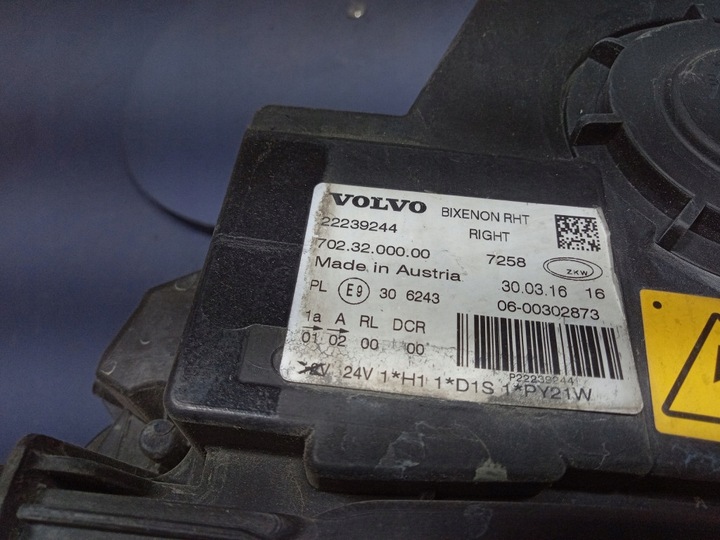 VOLVO BIXENON RHT
22239244 RIGHT
702.32.000.00 7258 ZKW
Made in Austria 30.03.16 16
PL E9 30 6243 06-00302873
1a A RL DCR
01 02 00 00
P22239244
24V 1*H1 1*D1S 1*PY21W